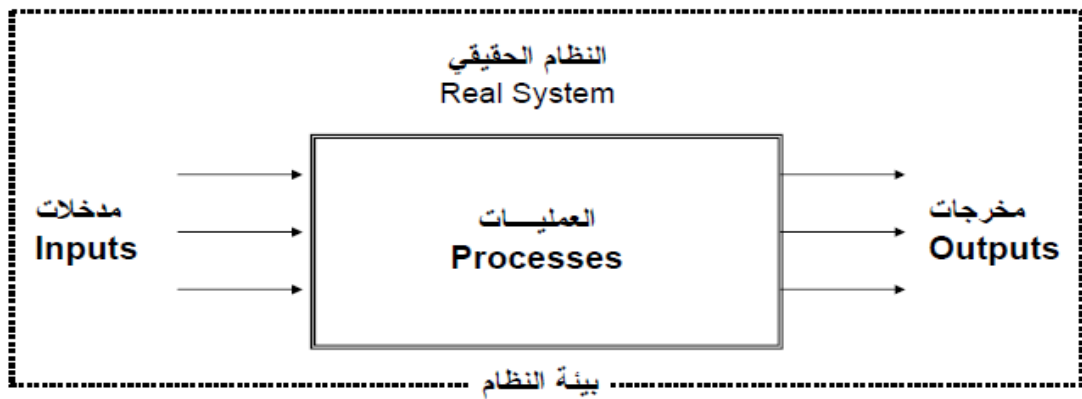 النظام الحقيقي
Real System
مدخلات
Inputs
العمليـــات
Processes
مخرجات
Outputs
بيئة النظام